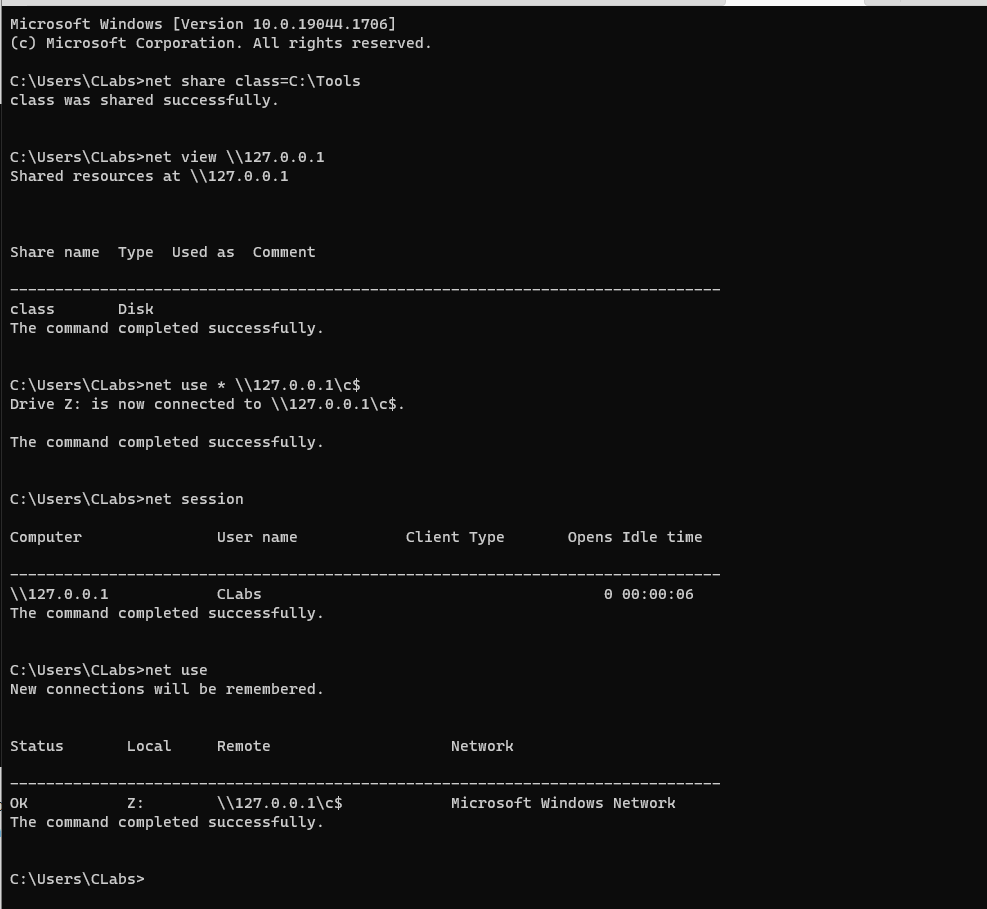 Microsoft Windows [Version 10.0.19044.1706]
(c) Microsoft Corporation. All rights reserved.
C:\Users\CLabs>net share class=C:\Tools
class was shared successfully.
C:\Users\CLabs>net view \\127.0.0.1
Shared resources at \\127.0.0.1
Share name  Type  Used as  Comment
-------------------------------------------------------------------------------
class       Disk
The command completed successfully.
C:\Users\CLabs>net use * \\127.0.0.1\c$
Drive Z: is now connected to \\127.0.0.1\c$.
The command completed successfully.
C:\Users\CLabs>net session
Computer               User name            Client Type       Opens Idle time
-------------------------------------------------------------------------------
\\127.0.0.1            CLabs                                      0 00:00:06
The command completed successfully.
C:\Users\CLabs>net use
New connections will be remembered.
Status       Local     Remote                    Network
-------------------------------------------------------------------------------
OK           Z:        \\127.0.0.1\c$            Microsoft Windows Network
The command completed successfully.
C:\Users\CLabs>